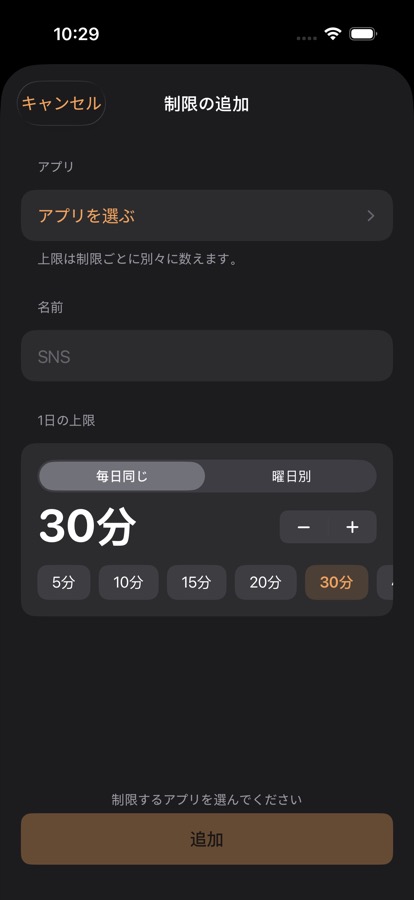 10:29
キャンセル
制限の追加
アプリ
アプリを選ぶ
上限は制限ごとに別々に数えます。
名前
SNS
1日の上限
毎日同じ
曜日別
30分
5分
10分
15分
20分
30分
制限するアプリを選んでください
追加